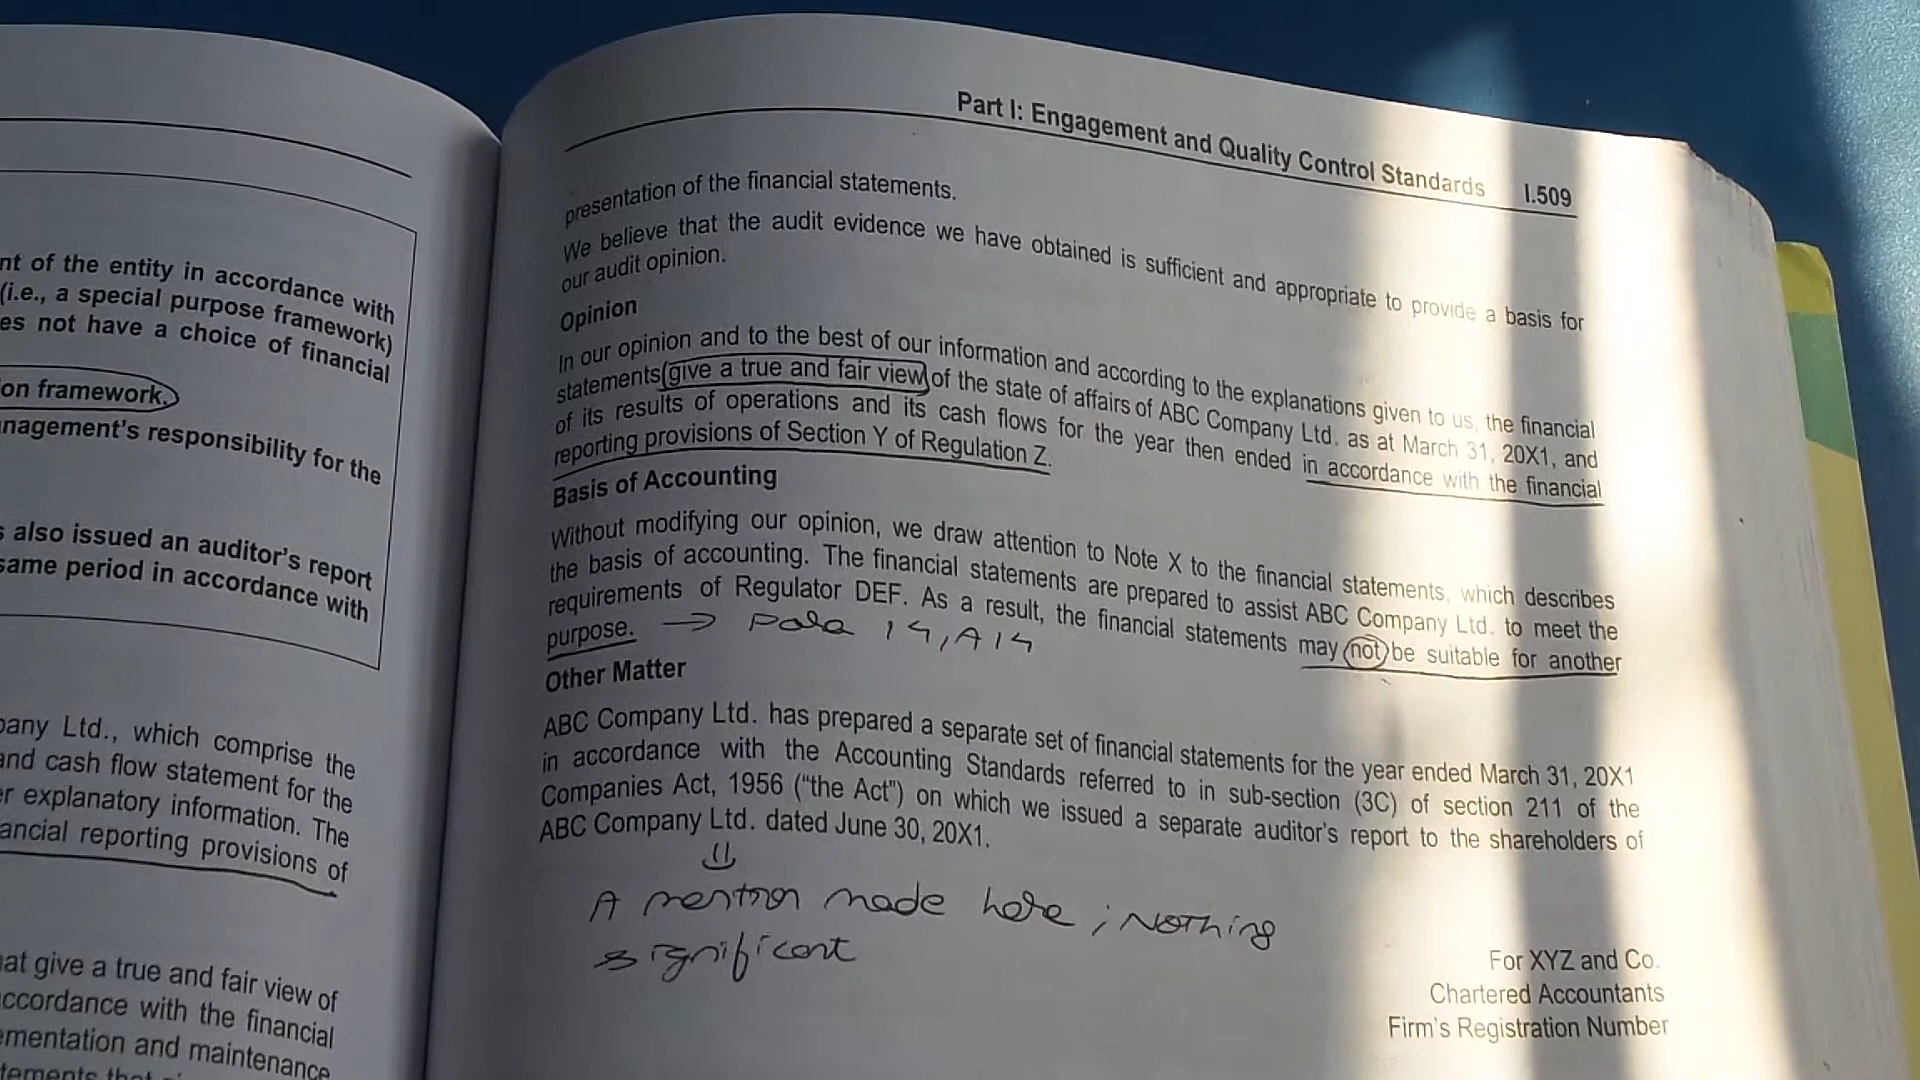 nt of the entity in accordance with
(i.e., a special purpose framework)
es not have a choice of financial
on framework.
nagement's responsibility for the
s also issued an auditor's report
same period in accordance with
pany Ltd., which comprise the
and cash flow statement for the
er explanatory information. The
ancial reporting provisions of
hat give a true and fair view of
ccordance with the financial
ementation and maintenance
Part I: Engagement and Quality Control Standards I.509
presentation of the financial statements.
We believe that the audit evidence we have obtained is sufficient and appropriate to provide a basis for
our audit opinion.
Opinion
In our opinion and to the best of our information and according to the explanations given to us, the financial
statements give a true and fair view of the state of affairs of ABC Company Ltd. as at March 31, 20X1, and
of its results of operations and its cash flows for the year then ended in accordance with the financial
reporting provisions of Section Y of Regulation Z.
Basis of Accounting
Without modifying our opinion, we draw attention to Note X to the financial statements, which describes
the basis of accounting. The financial statements are prepared to assist ABC Company Ltd. to meet the
requirements of Regulator DEF. As a result, the financial statements may not be suitable for another
purpose. → Para 14, A14
Other Matter
ABC Company Ltd. has prepared a separate set of financial statements for the year ended March 31, 20X1
in accordance with the Accounting Standards referred to in sub-section (3C) of section 211 of the
Companies Act, 1956 ("the Act") on which we issued a separate auditor's report to the shareholders of
ABC Company Ltd. dated June 30, 20X1.
A mention made here ; Nothing
significant
For XYZ and Co.
Chartered Accountants
Firm's Registration Number